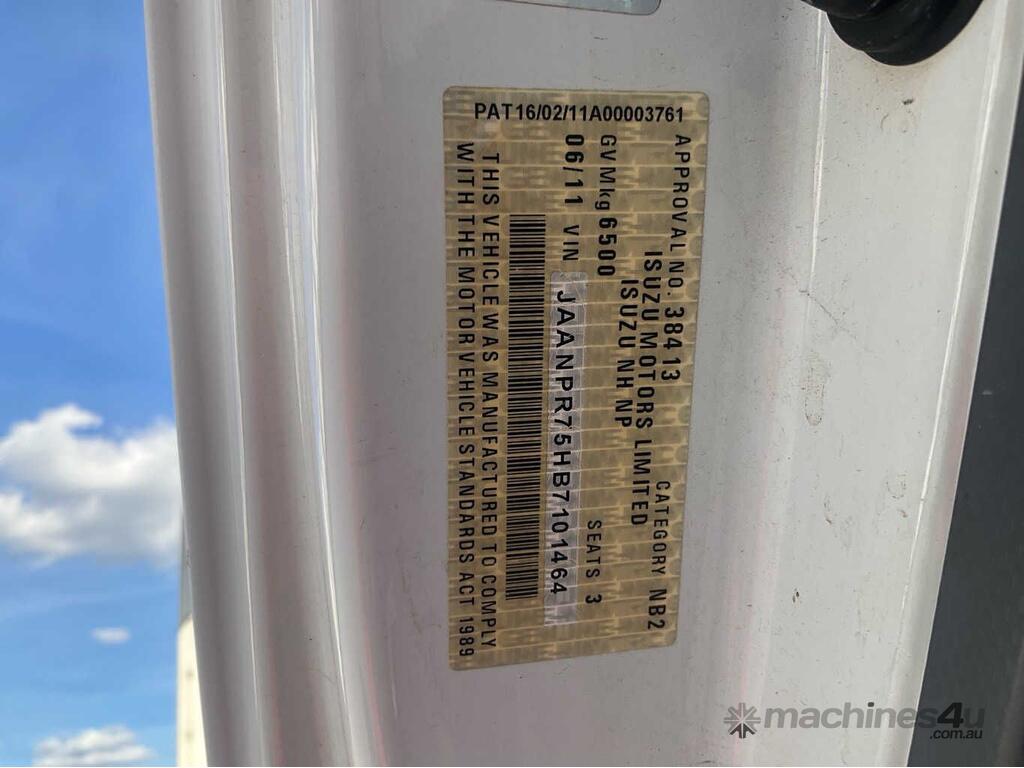 PAT16/02/11A00003761
APPROVAL NO. 38413 CATEGORY NB2
ISUZU MOTORS LIMITED
ISUZU NH NP
GVMkg 6500 SEATS 3
06/11 VIN JAANPR75HB7101464
THIS VEHICLE WAS MANUFACTURED TO COMPLY
WITH THE MOTOR VEHICLE STANDARDS ACT 1989
machines4u
.com.au